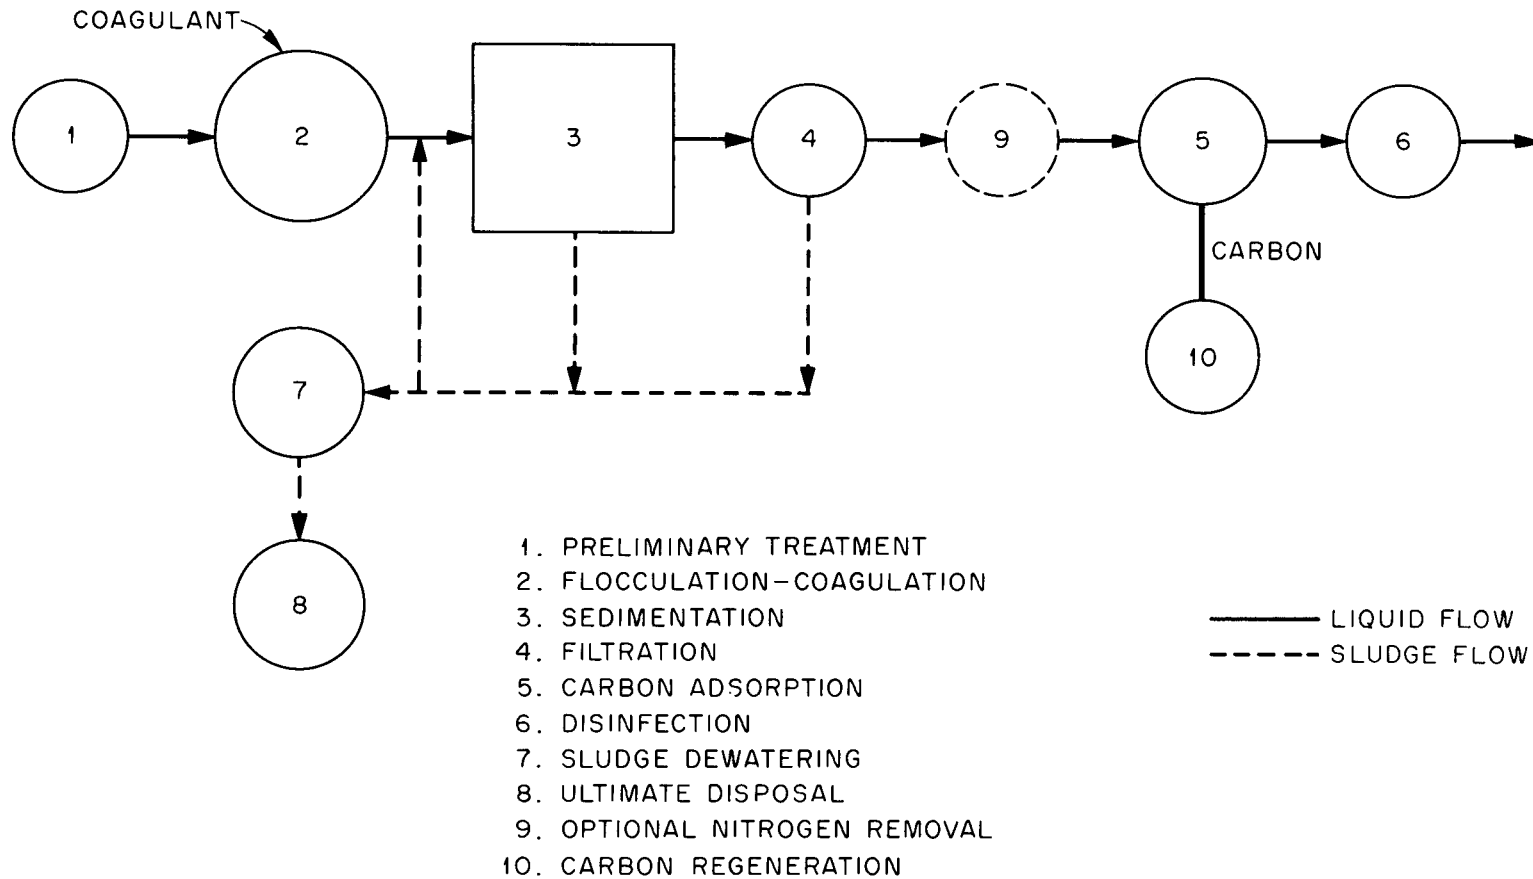 COAGULANT
1
2
3
4
9
5
6
CARBON
7
10
8
1. PRELIMINARY TREATMENT
2. FLOCCULATION-COAGULATION
3. SEDIMENTATION
4. FILTRATION
5. CARBON ADSORPTION
6. DISINFECTION
7. SLUDGE DEWATERING
8. ULTIMATE DISPOSAL
9. OPTIONAL NITROGEN REMOVAL
10. CARBON REGENERATION
LIQUID FLOW
SLUDGE FLOW